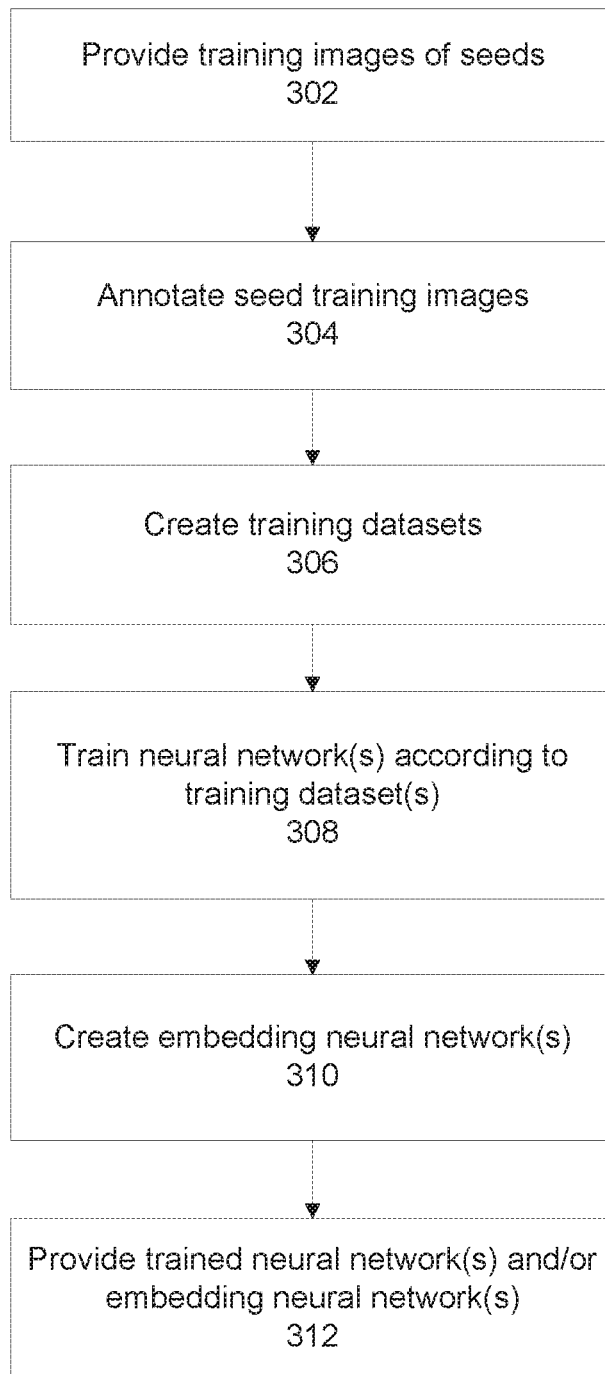 Provide training images of seeds
302
Annotate seed training images
304
Create training datasets
306
Train neural network(s) according to
training dataset(s)
308
Create embedding neural network(s)
310
Provide trained neural network(s) and/or
embedding neural network(s)
312